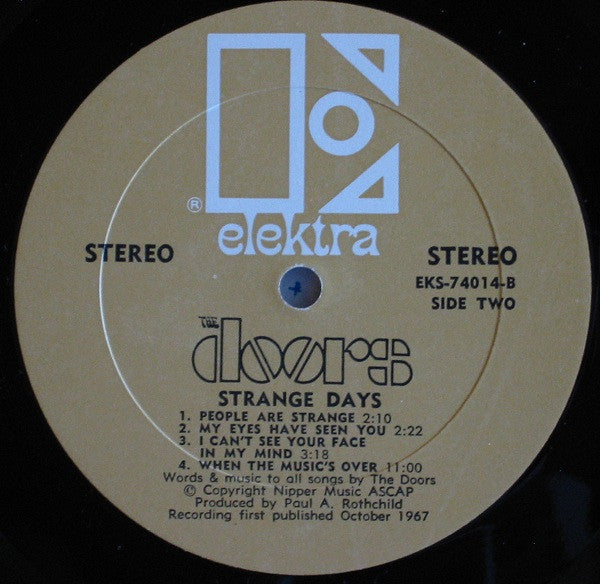 ®
elektra
STEREO
STEREO
EKS-74014-B
SIDE TWO
THE
doors
STRANGE DAYS
1. PEOPLE ARE STRANGE 2:10
2. MY EYES HAVE SEEN YOU 2:22
3. I CAN'T SEE YOUR FACE
IN MY MIND 3:18
4. WHEN THE MUSIC'S OVER 11:00
Words & music to all songs by The Doors
© Copyright Nipper Music ASCAP
Produced by Paul A. Rothchild
Recording first published October 1967